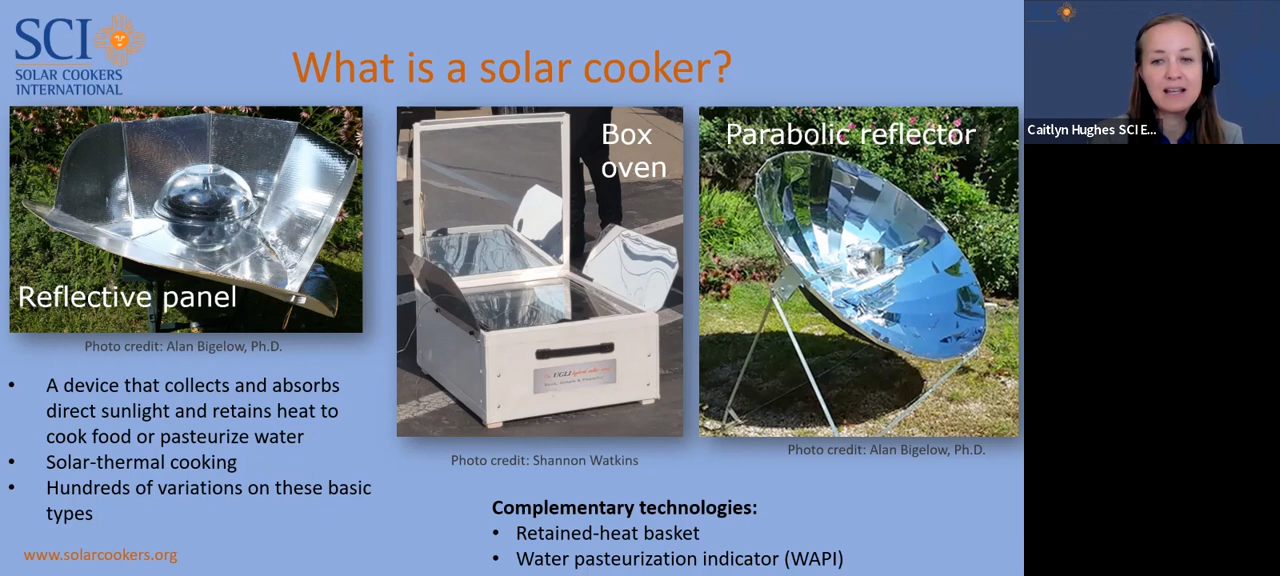 SCI
SOLAR COOKERS
INTERNATIONAL
What is a solar cooker?
Reflective panel
Photo credit: Alan Bigelow, Ph.D.
Box
oven
UGLI
Photo credit: Shannon Watkins
Parabolic reflector
Photo credit: Alan Bigelow, Ph.D.
• A device that collects and absorbs
direct sunlight and retains heat to
cook food or pasteurize water
• Solar-thermal cooking
• Hundreds of variations on these basic
types
Complementary technologies:
• Retained-heat basket
• Water pasteurization indicator (WAPI)
www.solarcookers.org
Caitlyn Hughes SCI E...